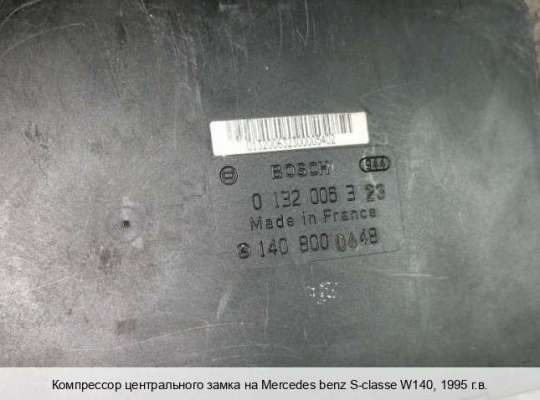 BOSCH
0 132 006 3 23
Made in France
140 800 0448
Компрессор центрального замка на Mercedes benz S-classe W140, 1995 г.в.